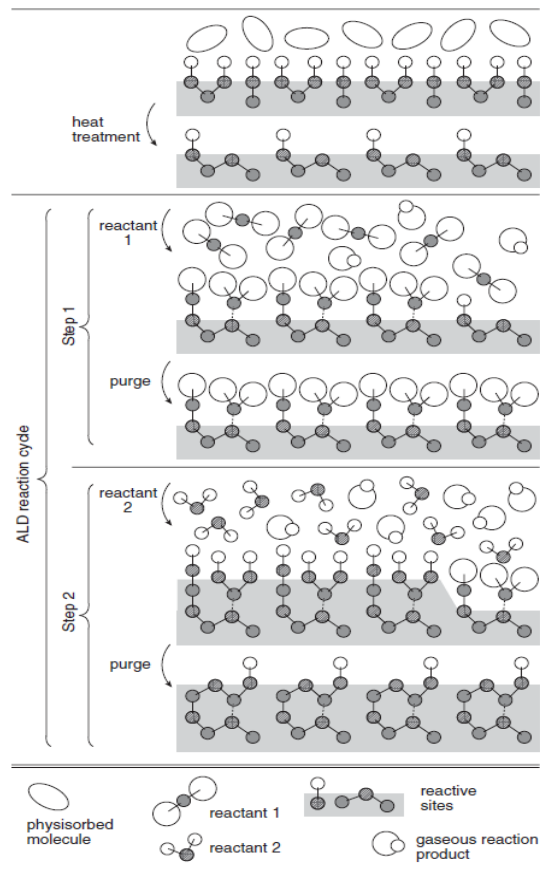 heat
treatment
ALD reaction cycle
Step 1
reactant
1
purge
Step 2
reactant
2
purge
physisorbed
molecule
reactant 1
reactant 2
reactive
sites
gaseous reaction
product